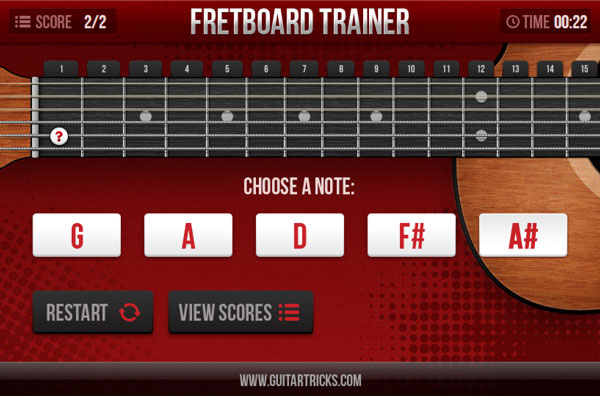 SCORE 2/2
FRETBOARD TRAINER
TIME 00:22
1 2 3 4 5 6 7 8 9 10 11 12 13 14 15
?
CHOOSE A NOTE:
G A D F# A#
RESTART VIEW SCORES
WWW.GUITARTRICKS.COM